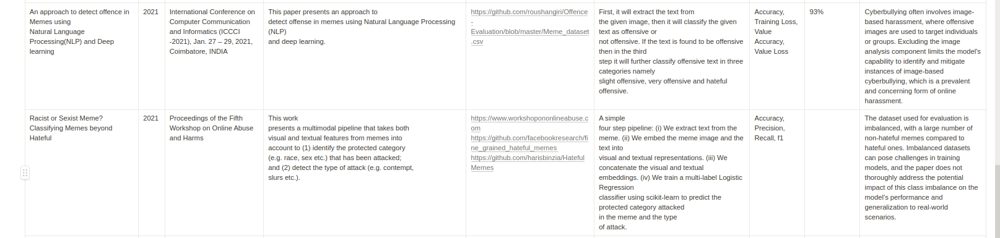 An approach to detect offence in
Memes using
Natural Language
Processing(NLP) and Deep
learning
2021
International Conference on
Computer Communication
and Informatics (ICCCI
-2021), Jan. 27 – 29, 2021,
Coimbatore, INDIA
This paper presents an approach to
detect offense in memes using Natural Language Processing
(NLP)
and deep learning.
https://github.com/roushangiri/Offence
-
Evaluation/blob/master/Meme_dataset
.csv
First, it will extract the text from
the given image, then it will classify the given
text as offensive or
not offensive. If the text is found to be offensive
then in the third
step it will further classify offensive text in three
categories namely
slight offensive, very offensive and hateful
offensive.
Accuracy,
Training Loss,
Value
Accuracy,
Value Loss
93%
Cyberbullying often involves image-
based harassment, where offensive
images are used to target individuals
or groups. Excluding the image
analysis component limits the model's
capability to identify and mitigate
instances of image-based
cyberbullying, which is a prevalent
and concerning form of online
harassment.
Racist or Sexist Meme?
Classifying Memes beyond
Hateful
2021
Proceedings of the Fifth
Workshop on Online Abuse
and Harms
This work
presents a multimodal pipeline that takes both
visual and textual features from memes into
account to (1) identify the protected category
(e.g. race, sex etc.) that has been attacked;
and (2) detect the type of attack (e.g. contempt,
slurs etc.).
https://www.workshopononlineabuse.c
om
https://github.com/facebookresearch/fi
ne_grained_hateful_memes
https://github.com/harisbinzia/Hateful
Memes
A simple
four step pipeline: (i) We extract text from the
meme. (ii) We embed the meme image and the
text into
visual and textual representations. (iii) We
concatenate the visual and textual
embeddings. (iv) We train a multi-label Logistic
Regression
classifier using scikit-learn to predict the
protected category attacked
in the meme and the type
of attack.
Accuracy,
Precision,
Recall, f1
The dataset used for evaluation is
imbalanced, with a large number of
non-hateful memes compared to
hateful ones. Imbalanced datasets
can pose challenges in training
models, and the paper does not
thoroughly address the potential
impact of this class imbalance on the
model's performance and
generalization to real-world
scenarios.